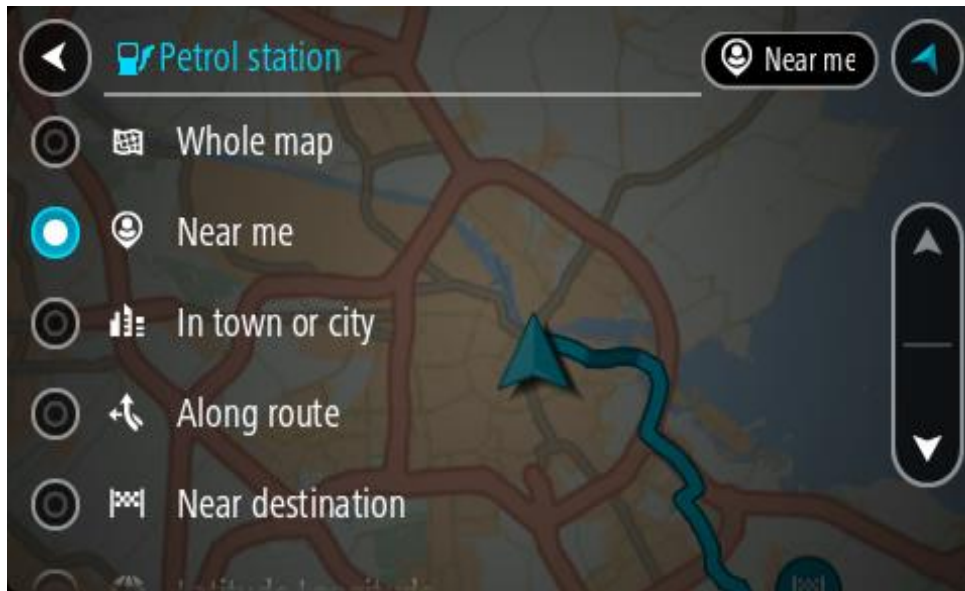 Petrol station
Near me
Whole map
Near me
In town or city
Along route
Near destination